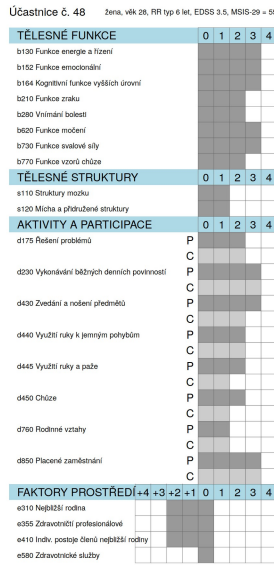 Účastnice č. 48 žena, věk 28, RR typ 6 let, EDSS 3.5, MSIS-29 = 5
TĚLESNÉ FUNKCE 0 1 2 3 4
b130 Funkce energie a řízení
b152 Funkce emocionální
b164 Kognitivní funkce vyšších úrovní
b210 Funkce zraku
b280 Vnímání bolesti
b620 Funkce močení
b730 Funkce svalové síly
b770 Funkce vzorů chůze
TĚLESNÉ STRUKTURY 0 1 2 3 4
s110 Struktury mozku
s120 Mícha a přidružené struktury
AKTIVITY A PARTICIPACE 0 1 2 3 4
d175 Řešení problémů P
C
d230 Vykonávání běžných denních povinností P
C
d430 Zvedání a nošení předmětů P
C
d440 Využití ruky k jemným pohybům P
C
d445 Využití ruky a paže P
C
d450 Chůze P
C
d760 Rodinné vztahy P
C
d850 Placené zaměstnání P
C
FAKTORY PROSTŘEDÍ +4 +3 +2 +1 0 1 2 3 4
e310 Nejbližší rodina
e355 Zdravotničtí profesionálové
e410 Indiv. postoje členů nejbližší rodiny
e580 Zdravotnické služby